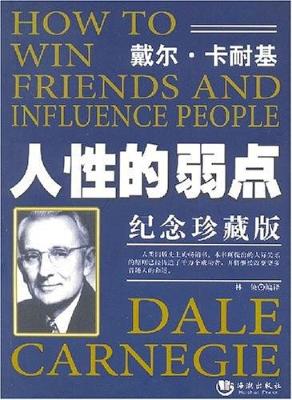 HOW TO
WIN
FRIENDS AND
INFLUENCE PEOPLE
戴尔·卡耐基
人性的弱点
纪念珍藏版
DALE
CARNEGIE
海潮出版社